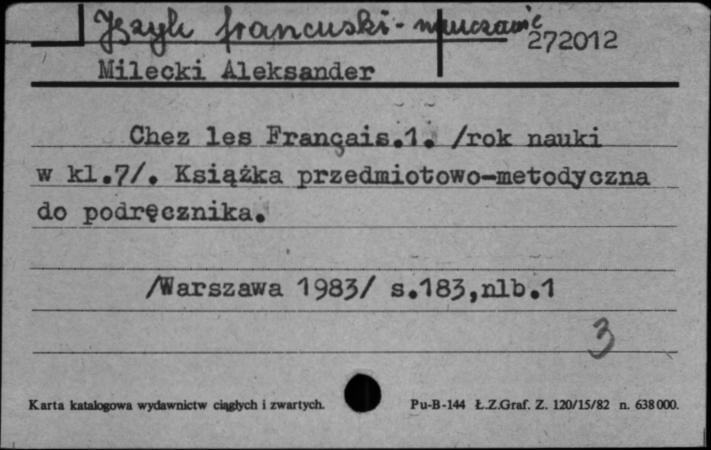 Język francuski - nauczanie
272012
Milecki Aleksander
Chez les Français.1. /rok nauki
w kl.7/. Książka przedmiotowo-metodyczna
do podręcznika.
/Warszawa 1983/ s.183,nlb.1
3
Karta katalogowa wydawnictw ciągłych i zwartych.
Pu-B-144 Ł.Z.Graf. Z. 120/15/82 n. 638000.